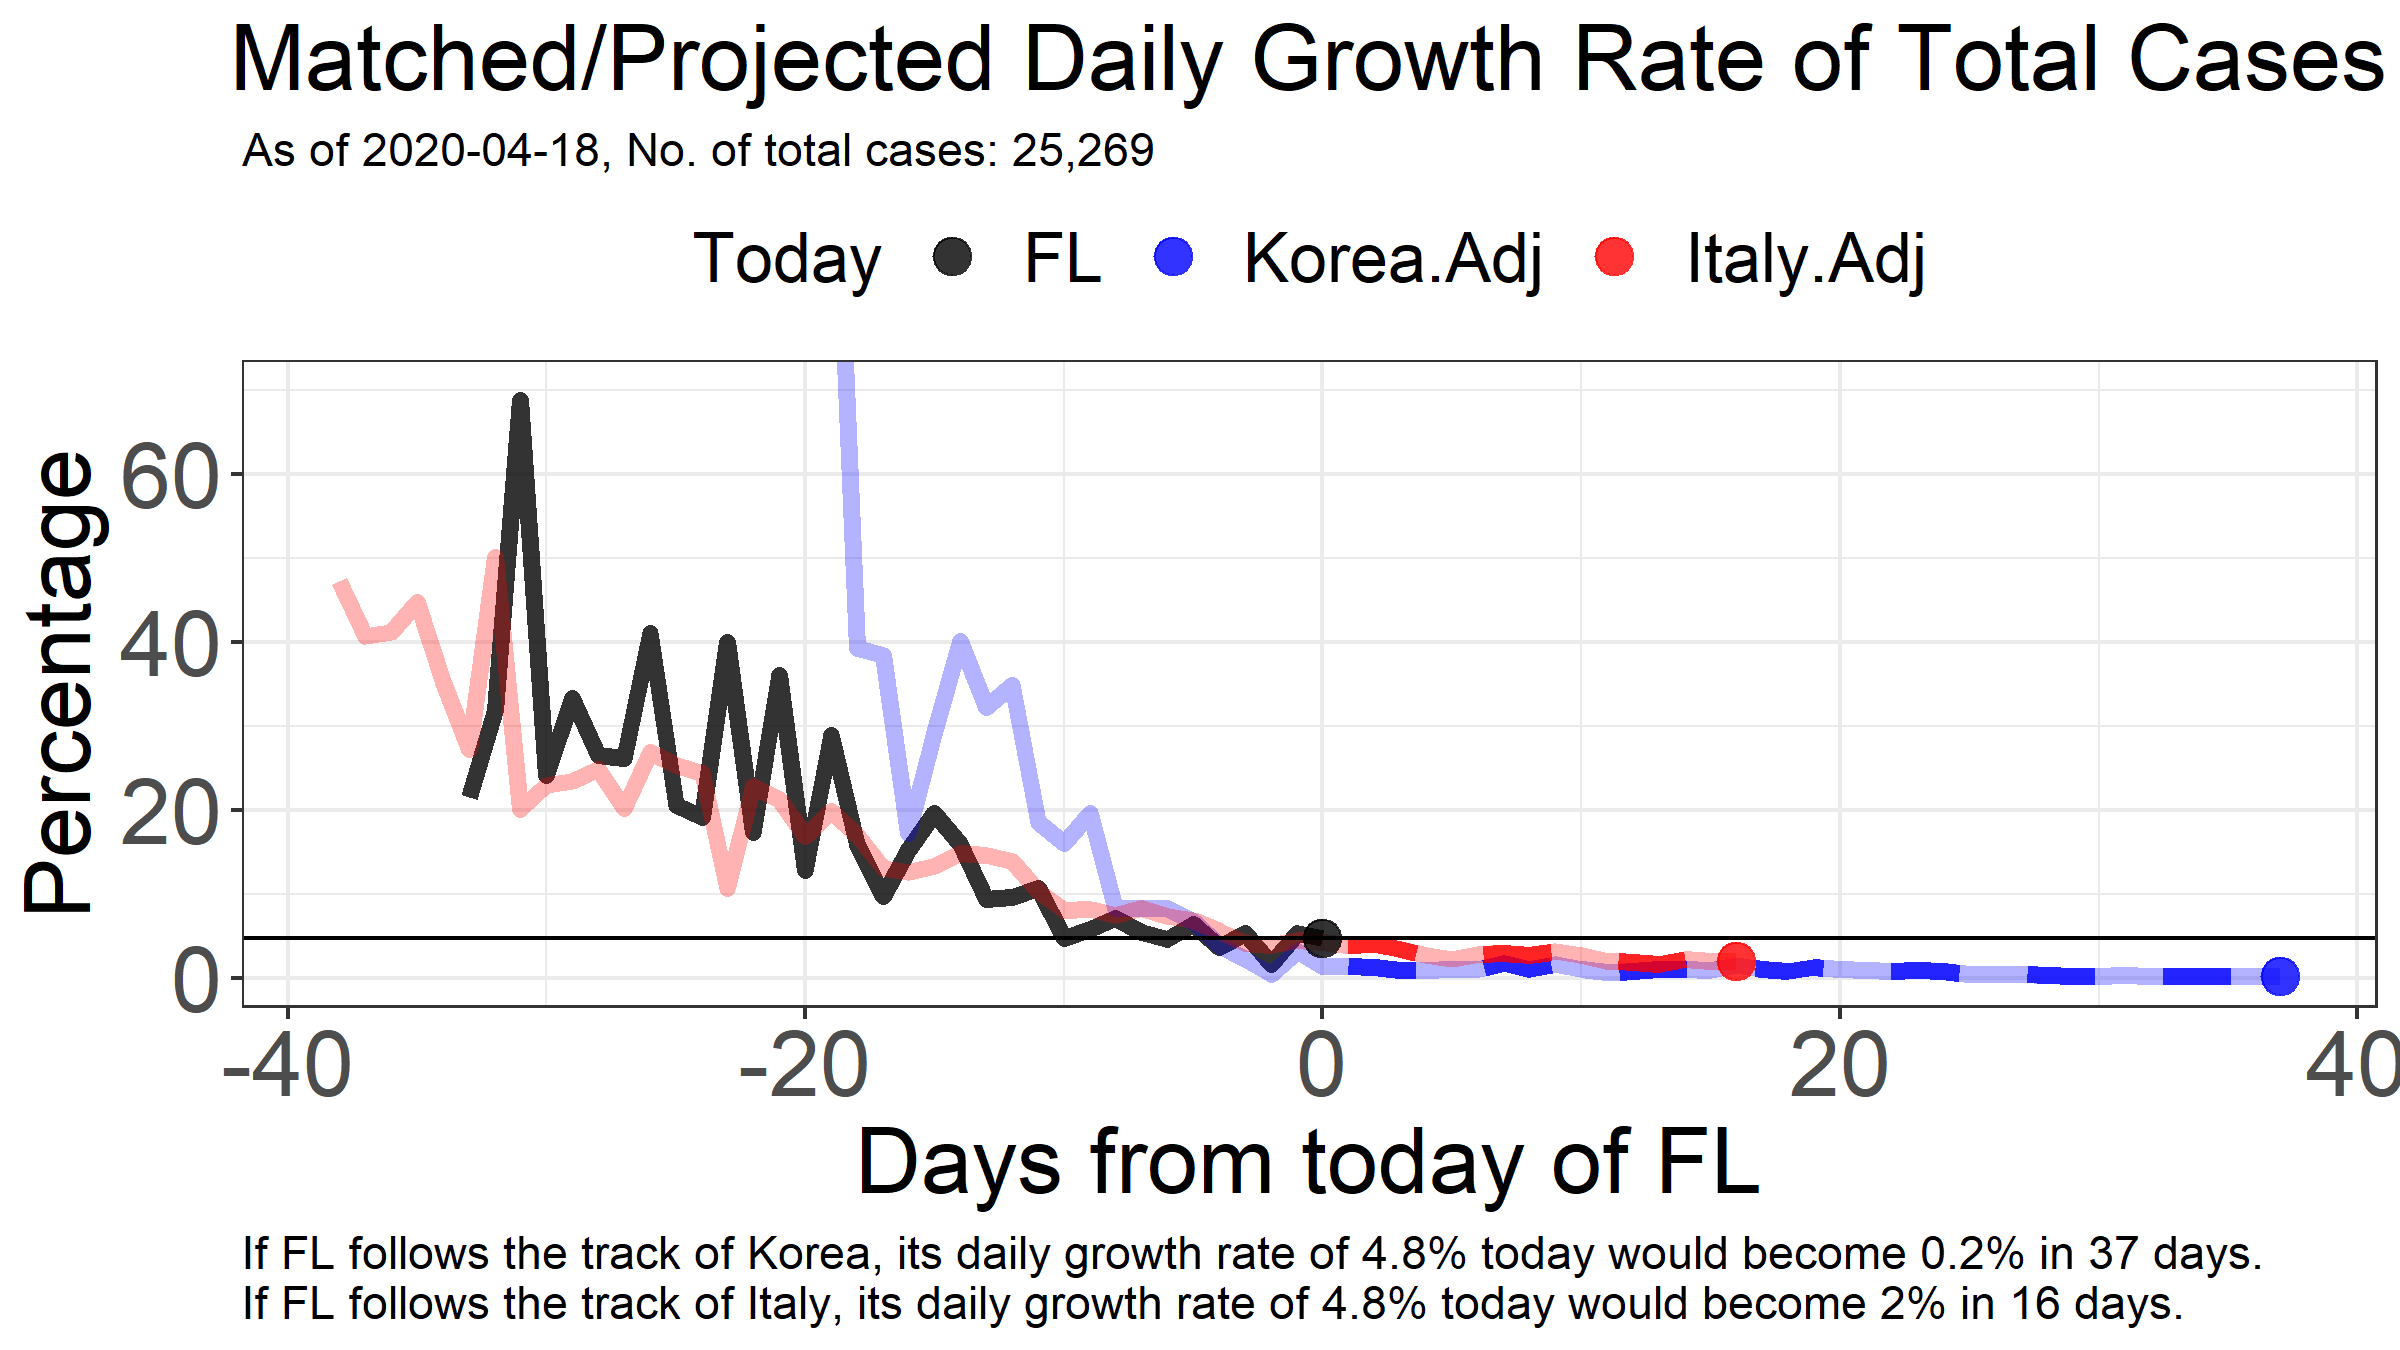 Matched/Projected Daily Growth Rate of Total Cases
As of 2020-04-18, No. of total cases: 25,269
Today FL Korea.Adj Italy.Adj
Percentage
60
40
20
0
-40 -20 0 20 40
Days from today of FL
If FL follows the track of Korea, its daily growth rate of 4.8% today would become 0.2% in 37 days.
If FL follows the track of Italy, its daily growth rate of 4.8% today would become 2% in 16 days.